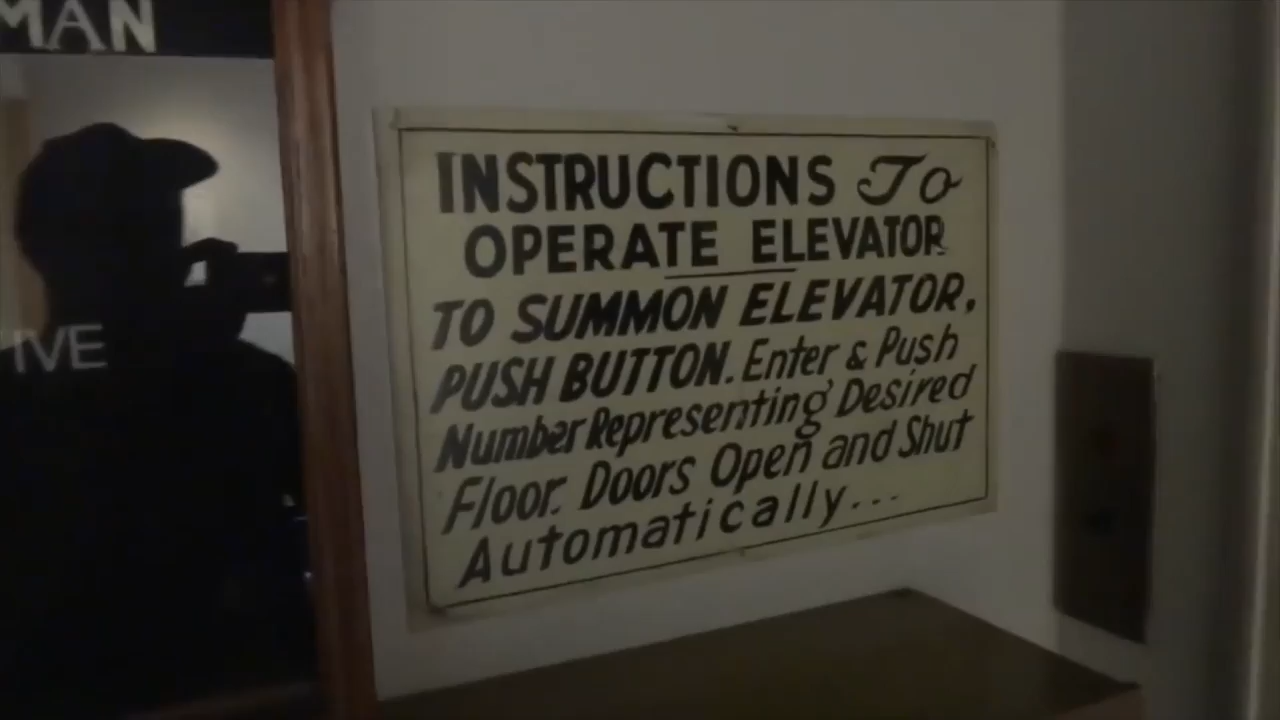 MAN
IVE
INSTRUCTIONS To
OPERATE ELEVATOR
TO SUMMON ELEVATOR,
PUSH BUTTON. Enter & Push
Number Representing Desired
Floor. Doors Open and Shut
Automatically...